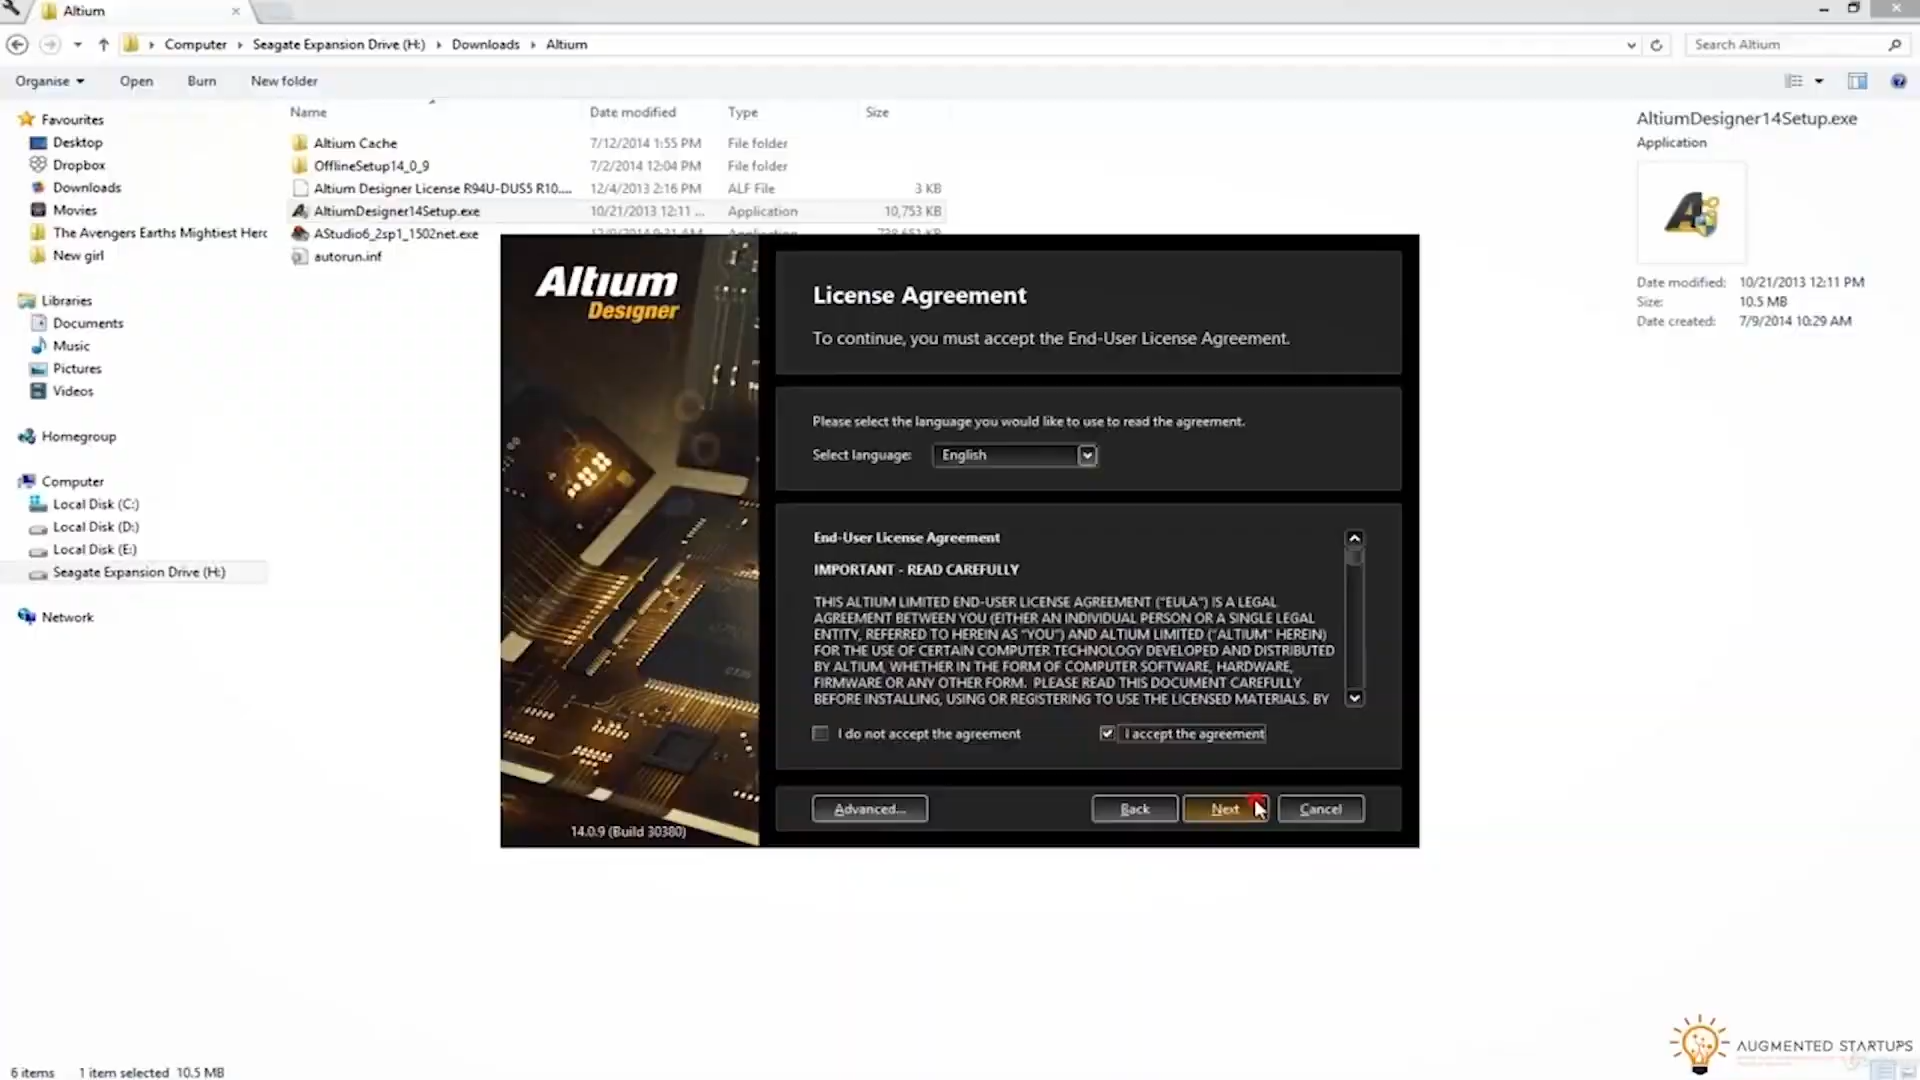 Altium
Computer
Seagate Expansion Drive (H:)
Downloads
Altium
Search Altium
Organise
Open
Burn
New folder
Name
Date modified
Type
Size
Altium Cache
7/12/2014 1:55 PM
File folder
OfflineSetup14_0_9
7/2/2014 12:04 PM
File folder
Altium Designer License R94U-DUS5 R10....
12/4/2013 2:16 PM
ALF File
3 KB
AltiumDesigner14Setup.exe
10/21/2013 12:11 ...
Application
10,753 KB
AStudio6_2sp1_1502net.exe
Application
autorun.inf
Favourites
Desktop
Dropbox
Downloads
Movies
The Avengers Earths Mightiest Herc
New girl
Libraries
Documents
Music
Pictures
Videos
Homegroup
Computer
Local Disk (C:)
Local Disk (D:)
Local Disk (E:)
Seagate Expansion Drive (H:)
Network
AltiumDesigner14Setup.exe
Application
Date modified: 10/21/2013 12:11 PM
Size: 10.5 MB
Date created: 7/9/2014 10:29 AM
Altium
Designer
14.0.9 (Build 30380)
License Agreement
To continue, you must accept the End-User License Agreement.
Please select the language you would like to use to read the agreement.
Select language: English
End-User License Agreement
IMPORTANT - READ CAREFULLY
THIS ALTIUM LIMITED END-USER LICENSE AGREEMENT ("EULA") IS A LEGAL
AGREEMENT BETWEEN YOU (EITHER AN INDIVIDUAL PERSON OR A SINGLE LEGAL
ENTITY, REFERRED TO HEREIN AS "YOU") AND ALTIUM LIMITED ("ALTIUM" HEREIN)
FOR THE USE OF CERTAIN COMPUTER TECHNOLOGY DEVELOPED AND DISTRIBUTED
BY ALTIUM, WHETHER IN THE FORM OF COMPUTER SOFTWARE, HARDWARE,
FIRMWARE OR ANY OTHER FORM. PLEASE READ THIS DOCUMENT CAREFULLY
BEFORE INSTALLING, USING OR REGISTERING TO USE THE LICENSED MATERIALS. BY
I do not accept the agreement
I accept the agreement
Advanced...
Back
Next
Cancel
AUGMENTED STARTUPS
6 items
1 item selected 10.5 MB